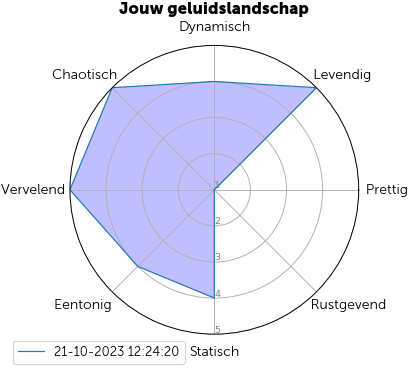 Jouw geluidslandschap
Dynamisch
Chaotisch
Levendig
Vervelend
Prettig
1
2
3
4
5
Eentonig
Rustgevend
Statisch
21-10-2023 12:24:20